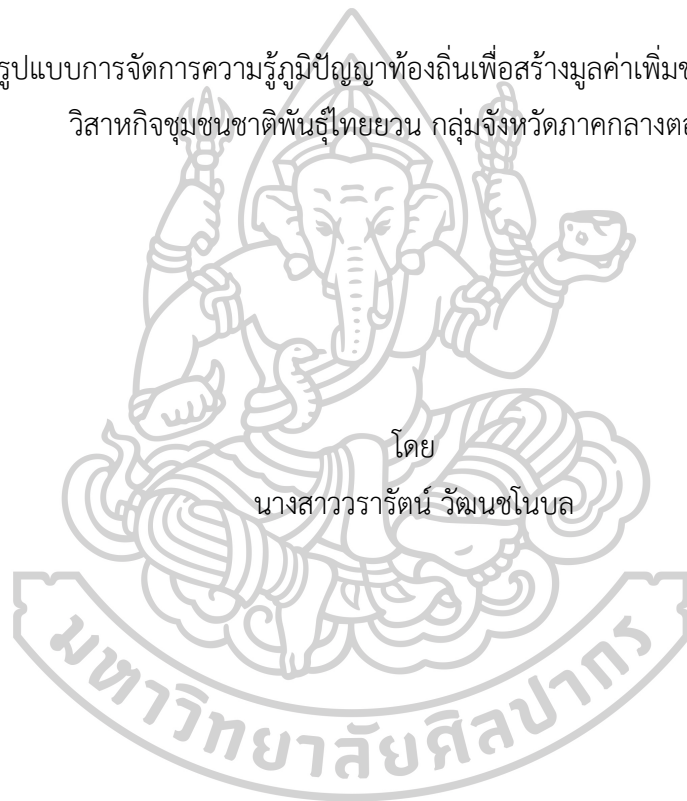 รูปแบบการจัดการความรู้ภูมิปัญญาท้องถิ่นเพื่อสร้างมูลค่าเพิ่ม
วิสาหกิจชุมชนชาติพันธุ์ไทยยวน กลุ่มจังหวัดภาคกลาง
โดย
นางสาววรารัตน์ วัฒนชโนบล
มหาวิทยาลัยศิลปากร